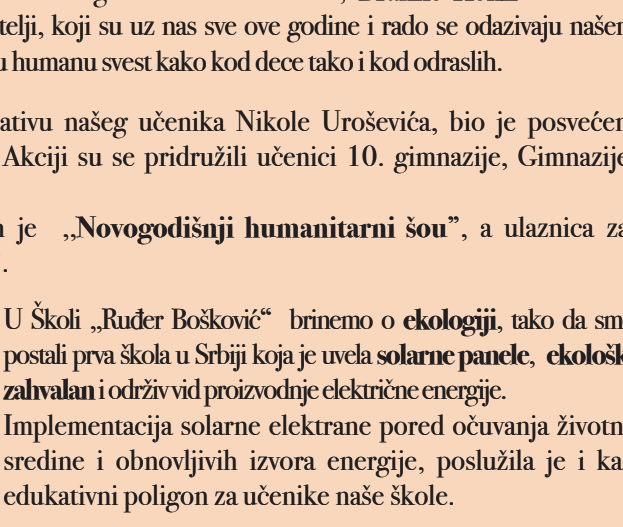 telji, koji su uz nas sve ove godine i rado se odazivaju
u humanu svest kako kod dece tako i kod odraslih.
ativu našeg učenika Nikole Uroševića, bio je
Akciji su se pridružili učenici 10. gimnazije, Gimnazije
je „Novogodišnji humanitarni šou”, a ulaznica za
.
U Školi „Ruđer Bošković“ brinemo o ekologiji, tako da sm
postali prva škola u Srbiji koja je uvela solarne panele, ekološk
zahvalan i održiv vid proizvodnje električne energije.
Implementacija solarne elektrane pored očuvanja životn
sredine i obnovljivih izvora energije, poslužila je i ka
edukativni poligon za učenike naše škole.